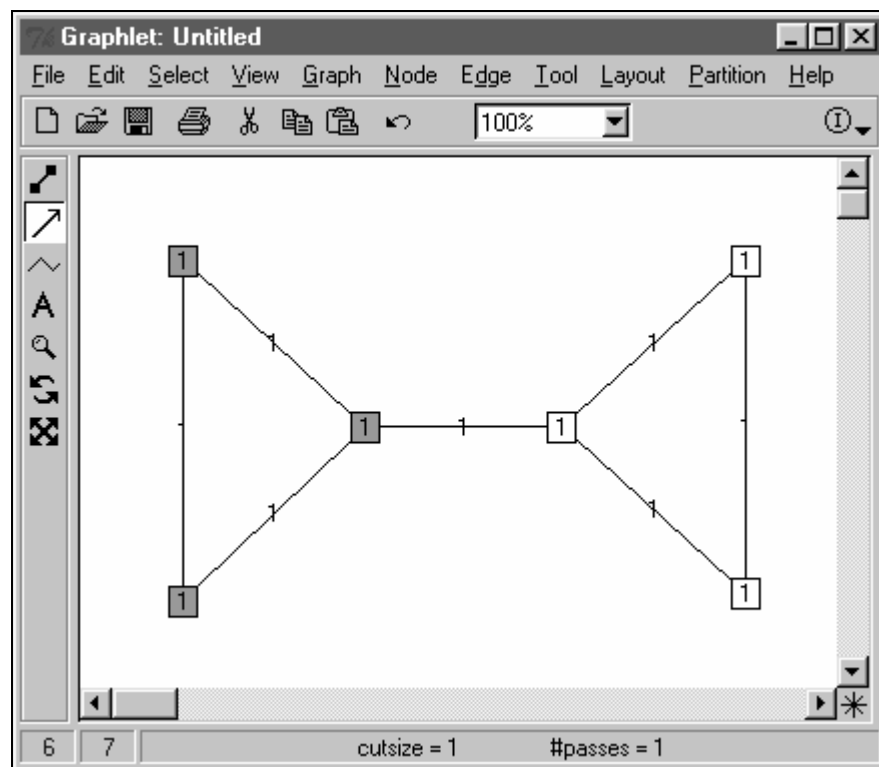 Graphlet: Untitled
File Edit Select View Graph Node Edge Tool Layout Partition Help
100%
A
1 1
1 1
1 1 1
1 1
1 1
6 7 cutsize = 1 #passes = 1